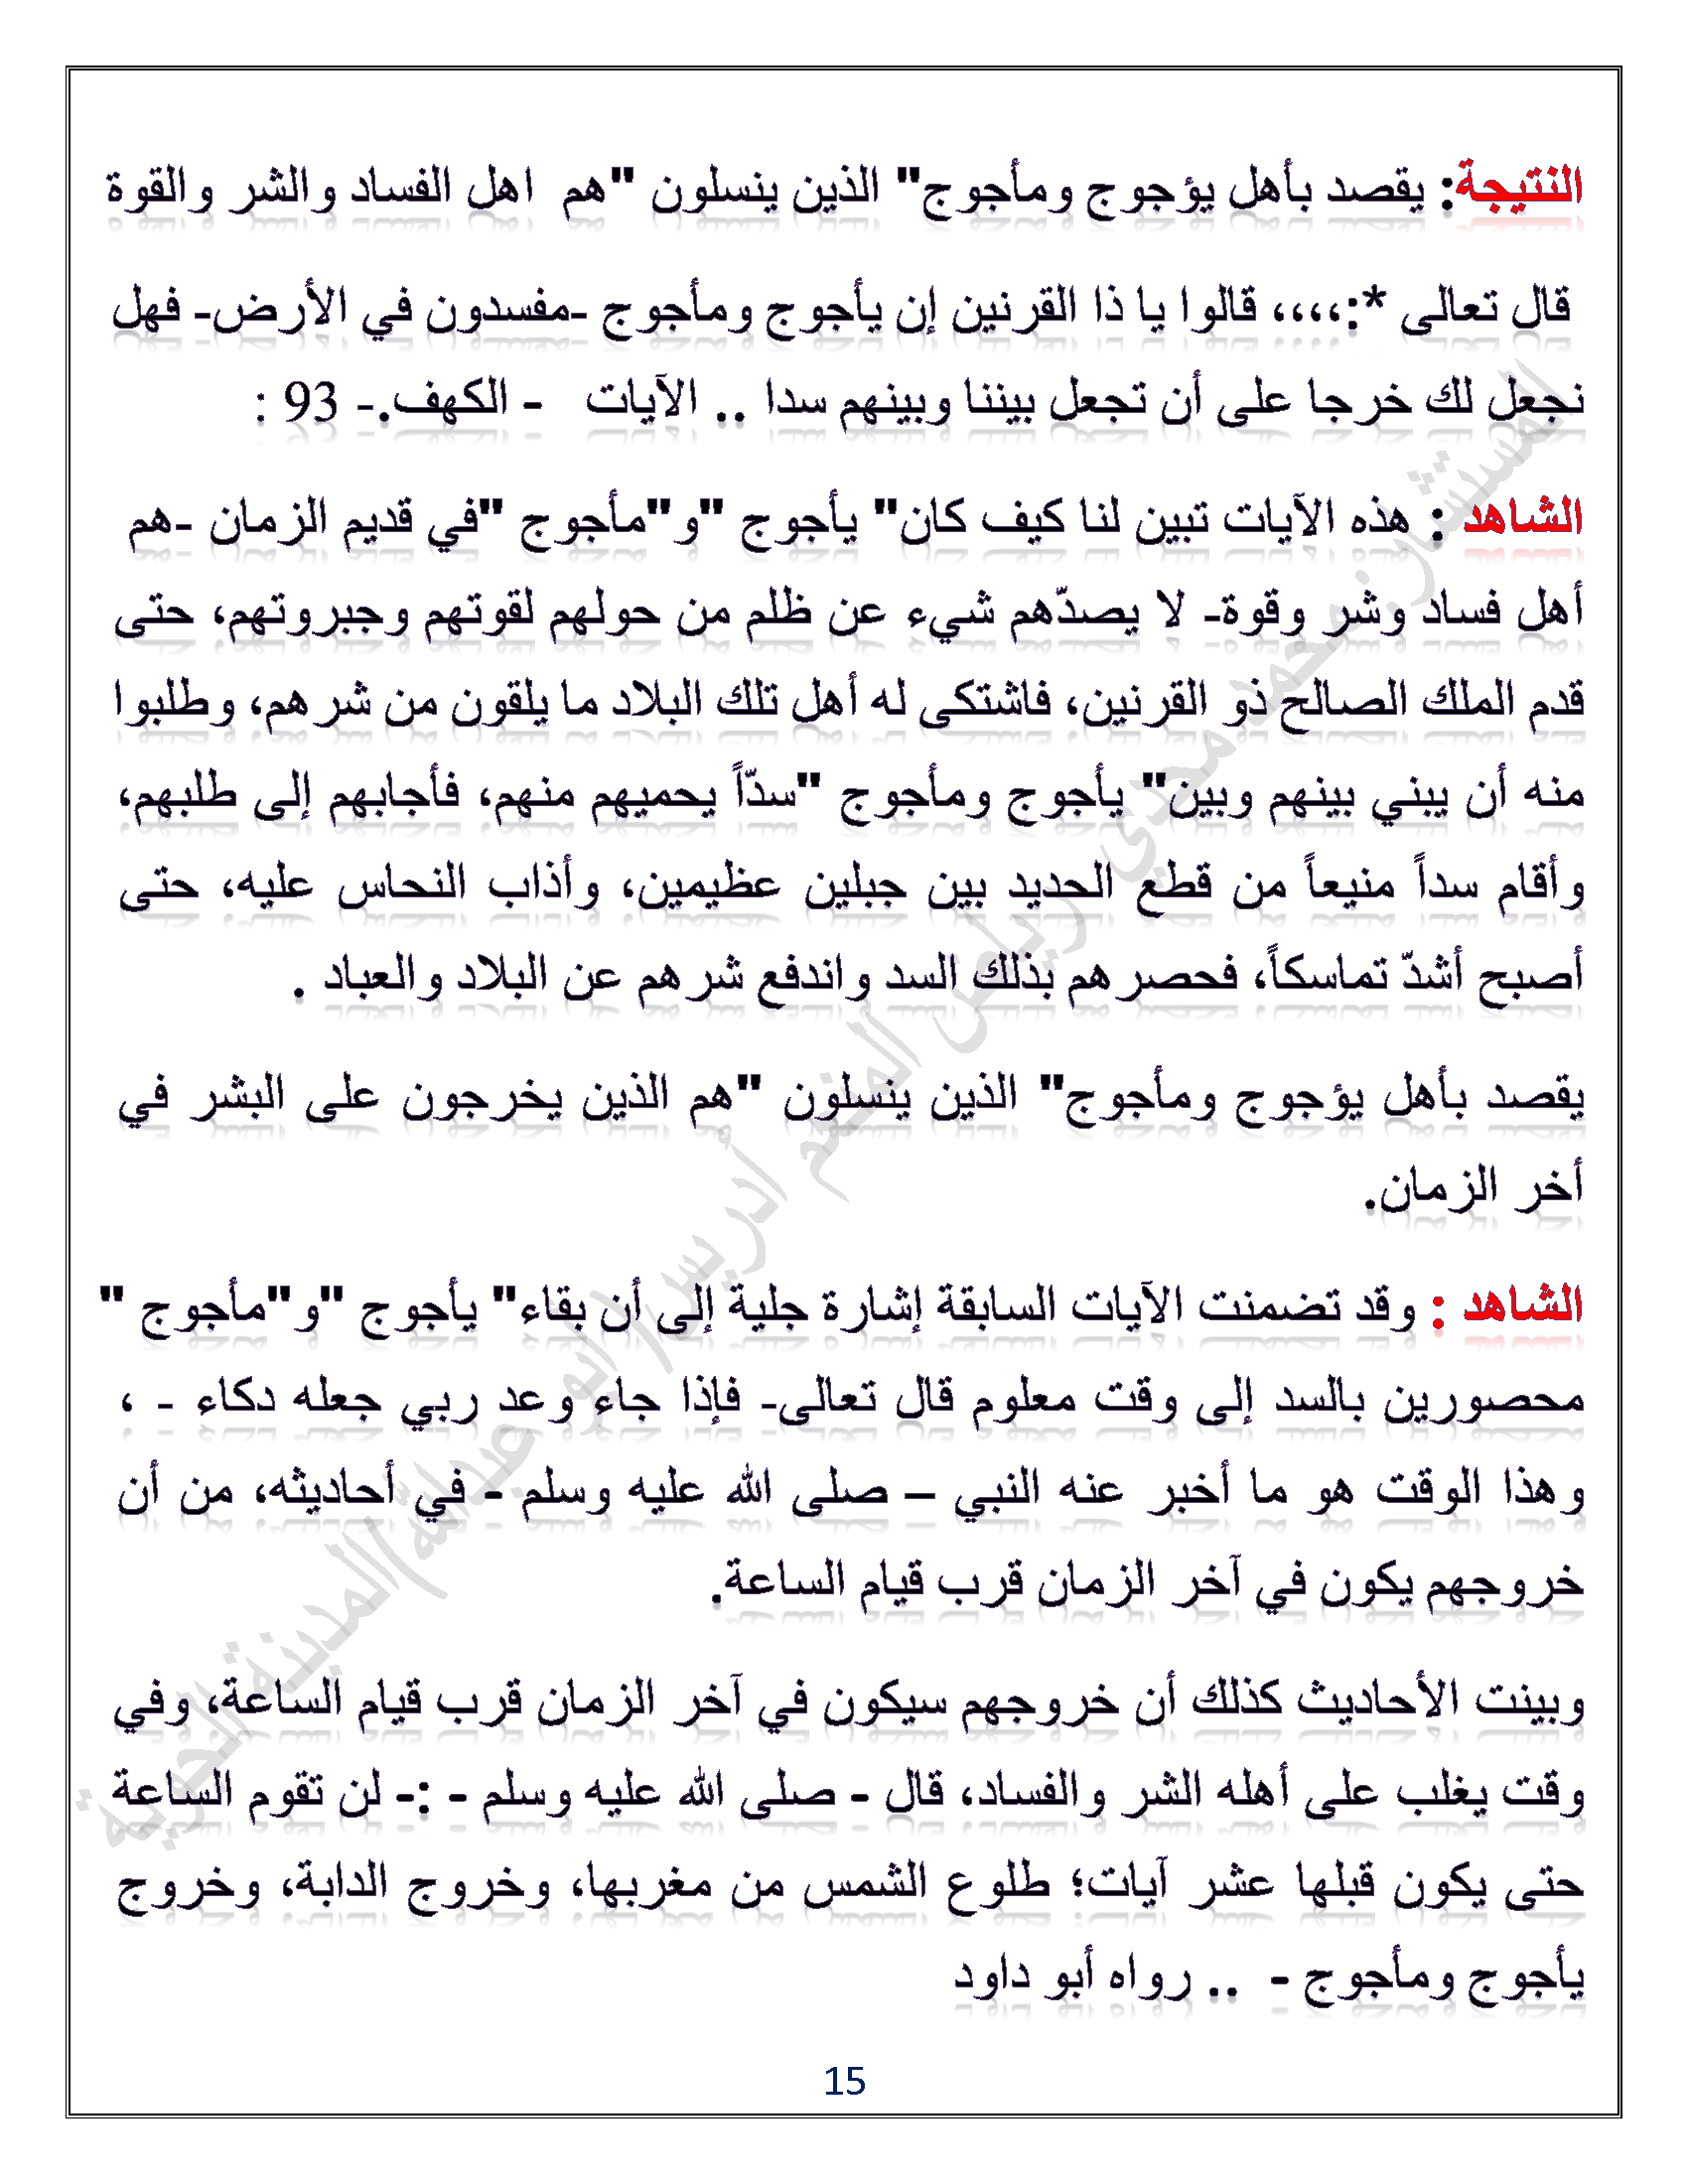 النتيجة: يقصد بأهل يؤجوج ومأجوج" الذين ينسلون "هم اهل الفساد والشر والقوة
قال تعالى *:،،،، قالوا يا ذا القرنين إن يأجوج ومأجوج -مفسدون في الأرض- فهل
نجعل لك خرجا على أن تجعل بيننا وبينهم سدا .. الآيات - الكهف.- 93 :
الشاهد : هذه الآيات تبين لنا كيف كان" يأجوج "و"مأجوج "في قديم الزمان -هم
أهل فساد وشر وقوة- لا يصدّهم شيء عن ظلم من حولهم لقوتهم وجبروتهم، حتى
قدم الملك الصالح ذو القرنين، فاشتكى له أهل تلك البلاد ما يلقون من شرهم، وطلبوا
منه أن يبني بينهم وبين" يأجوج ومأجوج "سدّاً يحميهم منهم، فأجابهم إلى طلبهم،
وأقام سداً منيعاً من قطع الحديد بين جبلين عظيمين، وأذاب النحاس عليه، حتى
أصبح أشدّ تماسكاً، فحصرهم بذلك السد واندفع شرهم عن البلاد والعباد .
يقصد بأهل يؤجوج ومأجوج" الذين ينسلون "هم الذين يخرجون على البشر في
أخر الزمان.
الشاهد : وقد تضمنت الآيات السابقة إشارة جلية إلى أن بقاء" يأجوج "و"مأجوج "
محصورين بالسد إلى وقت معلوم قال تعالى- فإذا جاء وعد ربي جعله دكاء - ،
وهذا الوقت هو ما أخبر عنه النبي – صلى الله عليه وسلم - في أحاديثه، من أن
خروجهم يكون في آخر الزمان قرب قيام الساعة.
وبينت الأحاديث كذلك أن خروجهم سيكون في آخر الزمان قرب قيام الساعة، وفي
وقت يغلب على أهله الشر والفساد، قال - صلى الله عليه وسلم - :- لن تقوم الساعة
حتى يكون قبلها عشر آيات؛ طلوع الشمس من مغربها، وخروج الدابة، وخروج
يأجوج ومأجوج - .. رواه أبو داود
15